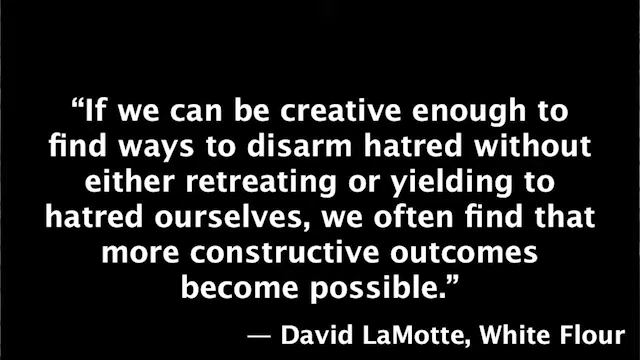 “If we can be creative enough to
find ways to disarm hatred without
either retreating or yielding to
hatred ourselves, we often find that
more constructive outcomes
become possible.”
— David LaMotte, White Flour